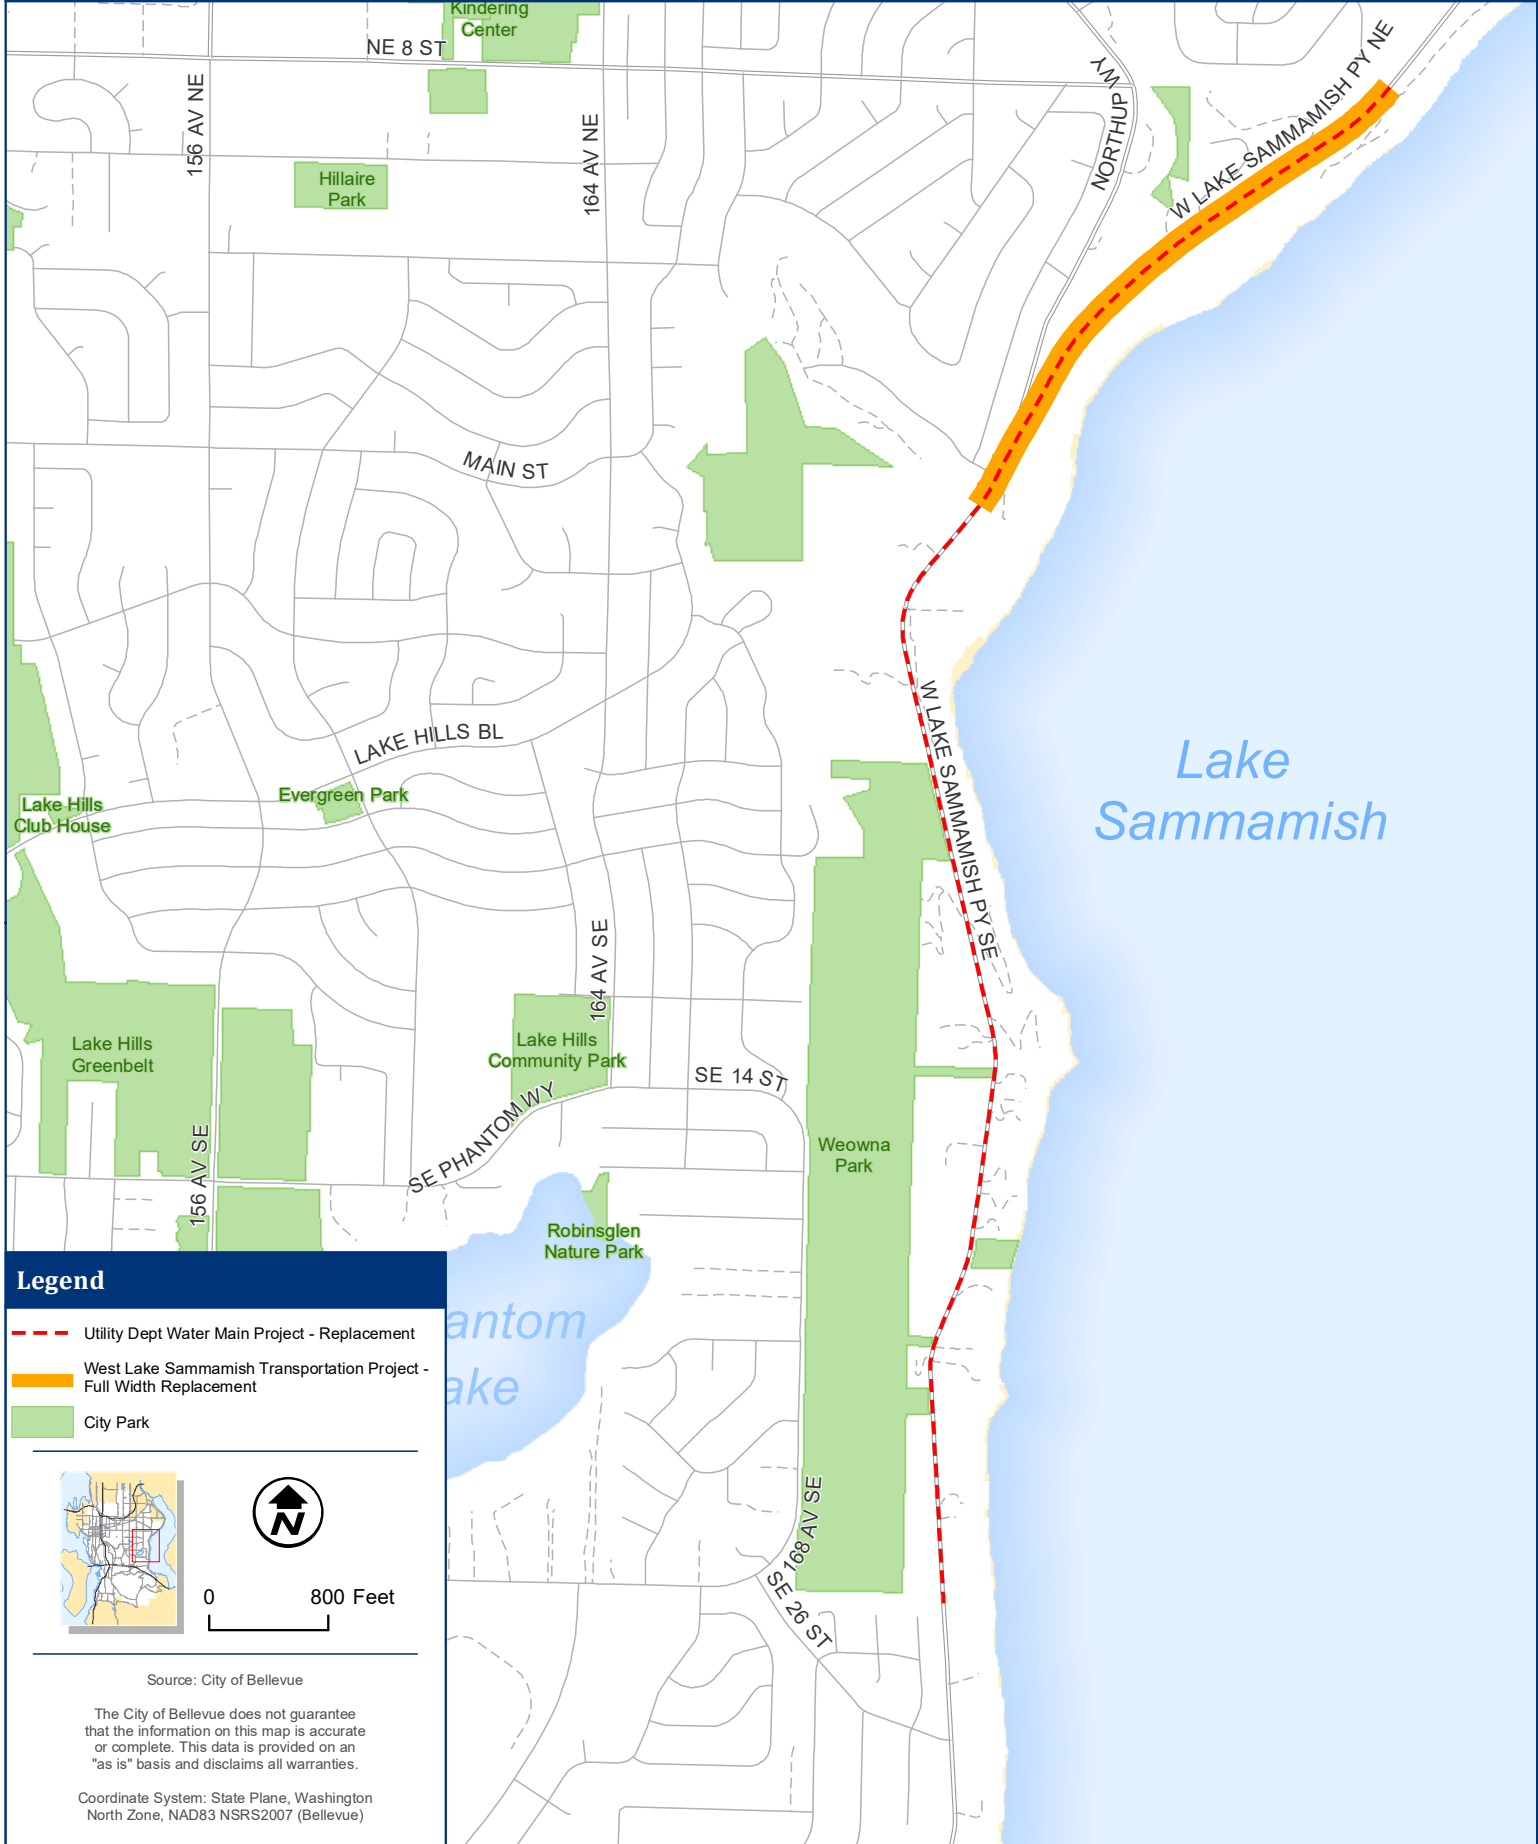 Kindering
Center
NE 8 ST
156 AV NE
164 AV NE
NORTHUP WY
W LAKE SAMMAMISH PY NE
Hillaire
Park
MAIN ST
W LAKE SAMMAMISH PY SE
LAKE HILLS BL
Evergreen Park
Lake Hills
Club House
Lake
Sammamish
164 AV SE
Lake Hills
Greenbelt
Lake Hills
Community Park
SE 14 ST
SE PHANTOM WY
156 AV SE
Weowna
Park
Robinsglen
Nature Park
antom
ake
168 AV SE
SE 26 ST
Legend
Utility Dept Water Main Project - Replacement
West Lake Sammamish Transportation Project -
Full Width Replacement
City Park
N
0 800 Feet
Source: City of Bellevue
The City of Bellevue does not guarantee
that the information on this map is accurate
or complete. This data is provided on an
"as is" basis and disclaims all warranties.
Coordinate System: State Plane, Washington
North Zone, NAD83 NSRS2007 (Bellevue)